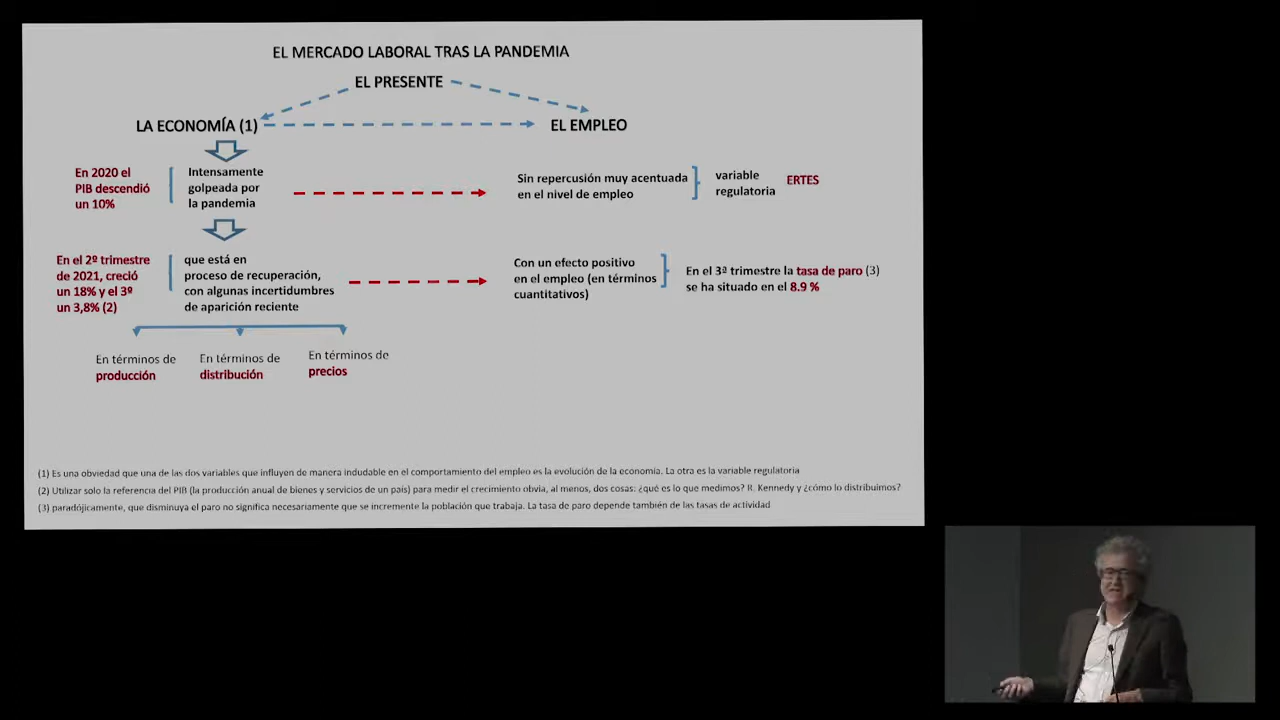 EL MERCADO LABORAL TRAS LA PANDEMIA
EL PRESENTE
LA ECONOMÍA (1)
EL EMPLEO
En 2020 el
PIB descendió
un 10%
Intensamente
golpeada por
la pandemia
Sin repercusión muy acentuada
en el nivel de empleo
variable
regulatoria
ERTES
En el 2º trimestre
de 2021, creció
un 18% y el 3º
un 3,8% (2)
que está en
proceso de recuperación,
con algunas incertidumbres
de aparición reciente
Con un efecto positivo
en el empleo (en términos
cuantitativos)
En el 3º trimestre la tasa de paro (3)
se ha situado en el 8.9 %
En términos de
producción
En términos de
distribución
En términos de
precios
(1) Es una obviedad que una de las dos variables que influyen de manera indudable en el comportamiento del empleo es la evolución de la economía. La otra es la variable regulatoria
(2) Utilizar solo la referencia del PIB (la producción anual de bienes y servicios de un país) para medir el crecimiento obvia, al menos, dos cosas: ¿qué es lo que medimos? R. Kennedy y ¿cómo lo distribuimos?
(3) paradójicamente, que disminuya el paro no significa necesariamente que se incremente la población que trabaja. La tasa de paro depende también de las tasas de actividad